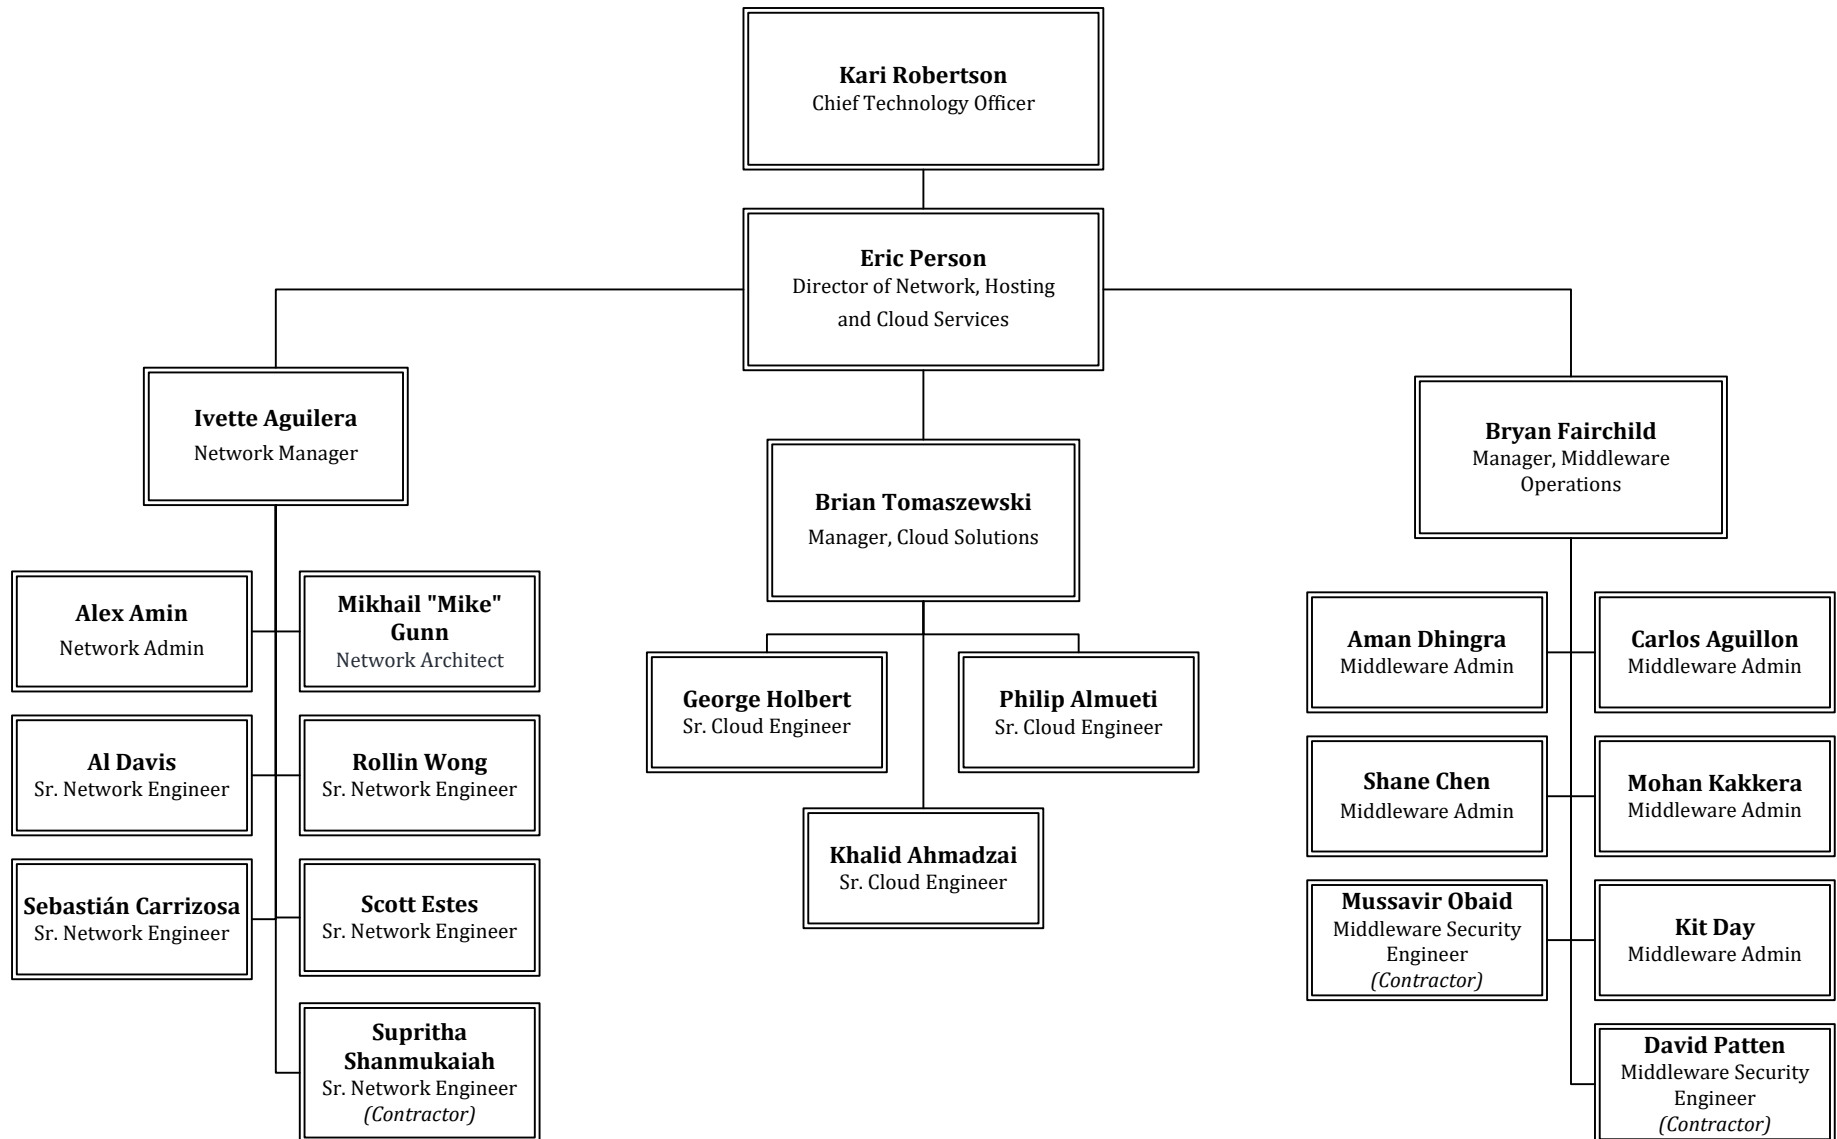 Kari Robertson
Chief Technology Officer
Eric Person
Director of Network, Hosting
and Cloud Services
Ivette Aguilera
Network Manager
Brian Tomaszewski
Manager, Cloud Solutions
Bryan Fairchild
Manager, Middleware
Operations
Alex Amin
Network Admin
Mikhail "Mike"
Gunn
Network Architect
Al Davis
Sr. Network Engineer
Rollin Wong
Sr. Network Engineer
Sebastián Carrizosa
Sr. Network Engineer
Scott Estes
Sr. Network Engineer
Supritha
Shanmukaiah
Sr. Network Engineer
(Contractor)
George Holbert
Sr. Cloud Engineer
Philip Almueti
Sr. Cloud Engineer
Khalid Ahmadzai
Sr. Cloud Engineer
Aman Dhingra
Middleware Admin
Carlos Aguillon
Middleware Admin
Shane Chen
Middleware Admin
Mohan Kakkera
Middleware Admin
Mussavir Obaid
Middleware Security
Engineer
(Contractor)
Kit Day
Middleware Admin
David Patten
Middleware Security
Engineer
(Contractor)